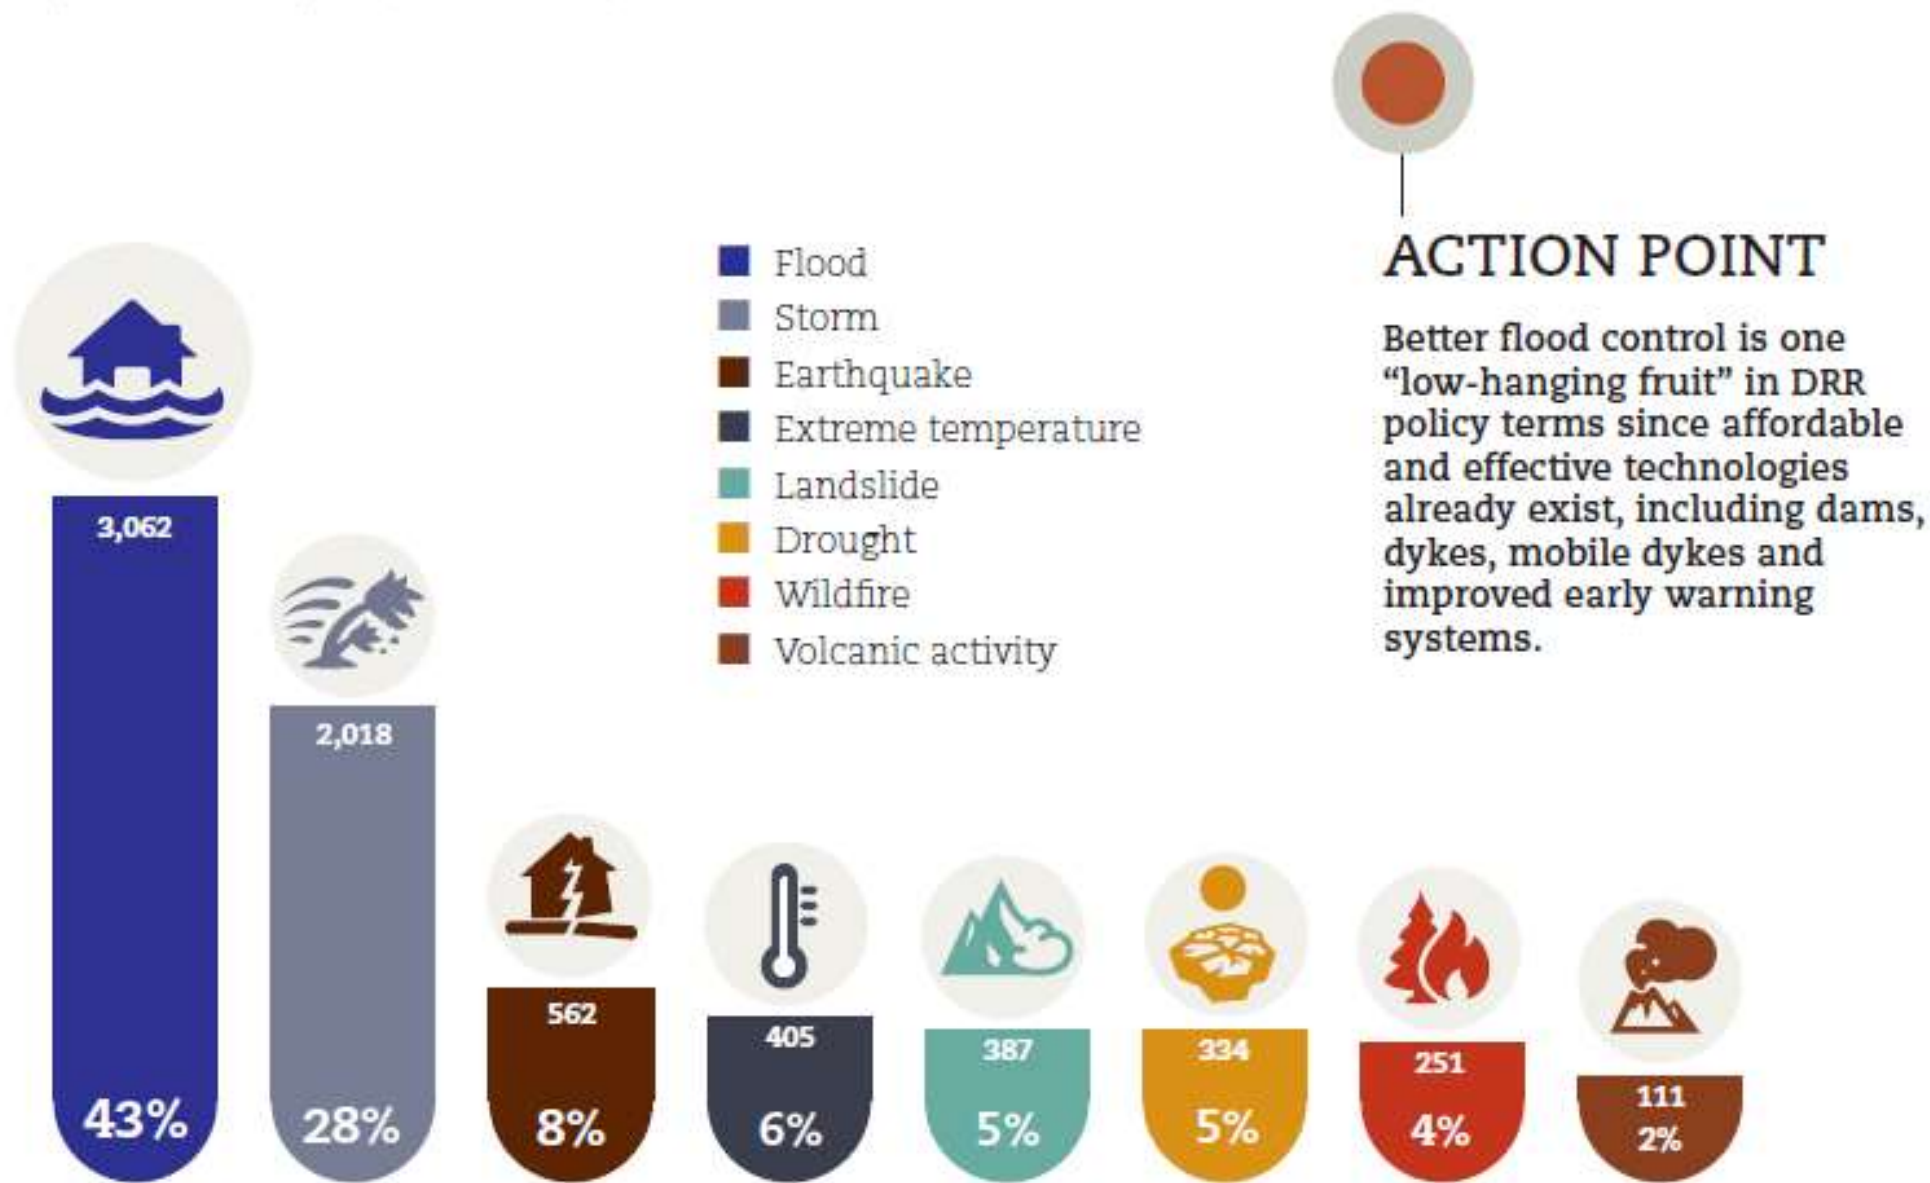 Flood
Storm
Earthquake
Extreme temperature
Landslide
Drought
Wildfire
Volcanic activity
ACTION POINT
Better flood control is one
“low-hanging fruit” in DRR
policy terms since affordable
and effective technologies
already exist, including dams,
dykes, mobile dykes and
improved early warning
systems.
3,062
43%
2,018
28%
562
8%
405
6%
387
5%
334
5%
251
4%
111
2%